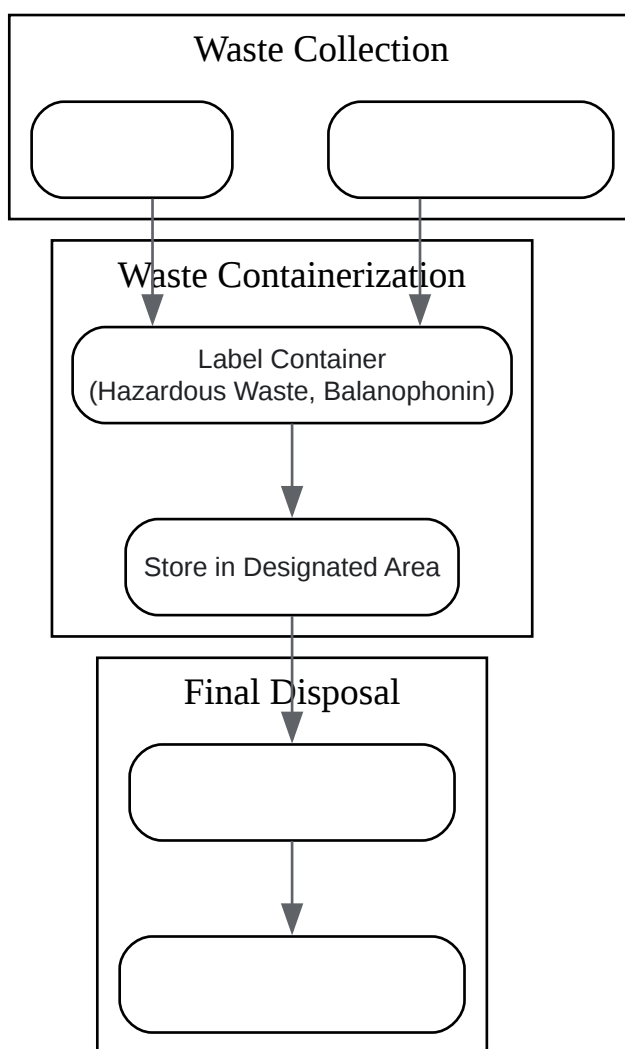 Waste Collection
Waste Containerization
Label Container
(Hazardous Waste, Balanophonin)
Store in Designated Area
Final Disposal